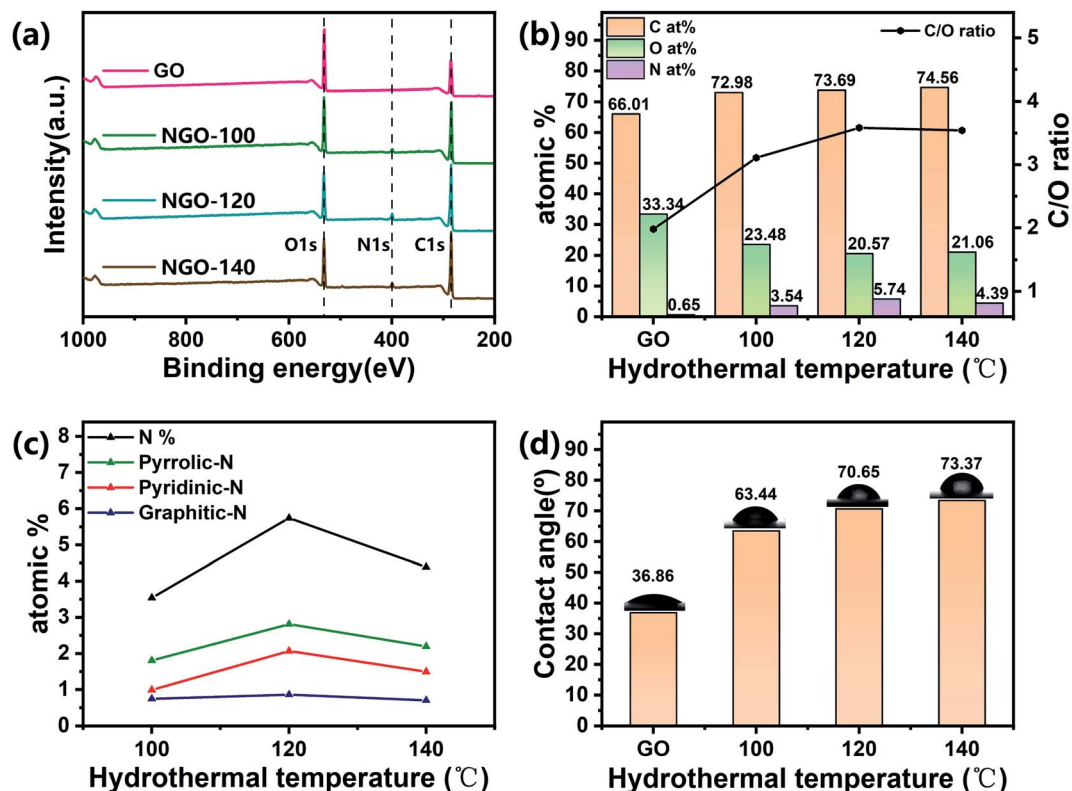 (a)
GO
NGO-100
NGO-120
NGO-140
O1s
N1s
C1s
Intensity(a.u.)
1000
800
600
400
200
Binding energy(eV)
(b)
C at%
O at%
N at%
C/O ratio
66.01
33.34
0.65
72.98
23.48
3.54
73.69
20.57
5.74
74.56
21.06
4.39
atomic %
90
80
70
60
50
40
30
20
10
0
C/O ratio
5
4
3
2
1
GO
100
120
140
Hydrothermal temperature (℃)
(c)
N %
Pyrrolic-N
Pyridinic-N
Graphitic-N
atomic %
8
7
6
5
4
3
2
1
0
100
120
140
Hydrothermal temperature (℃)
(d)
36.86
63.44
70.65
73.37
Contact angle(º)
90
80
70
60
50
40
30
20
10
0
GO
100
120
140
Hydrothermal temperature (℃)